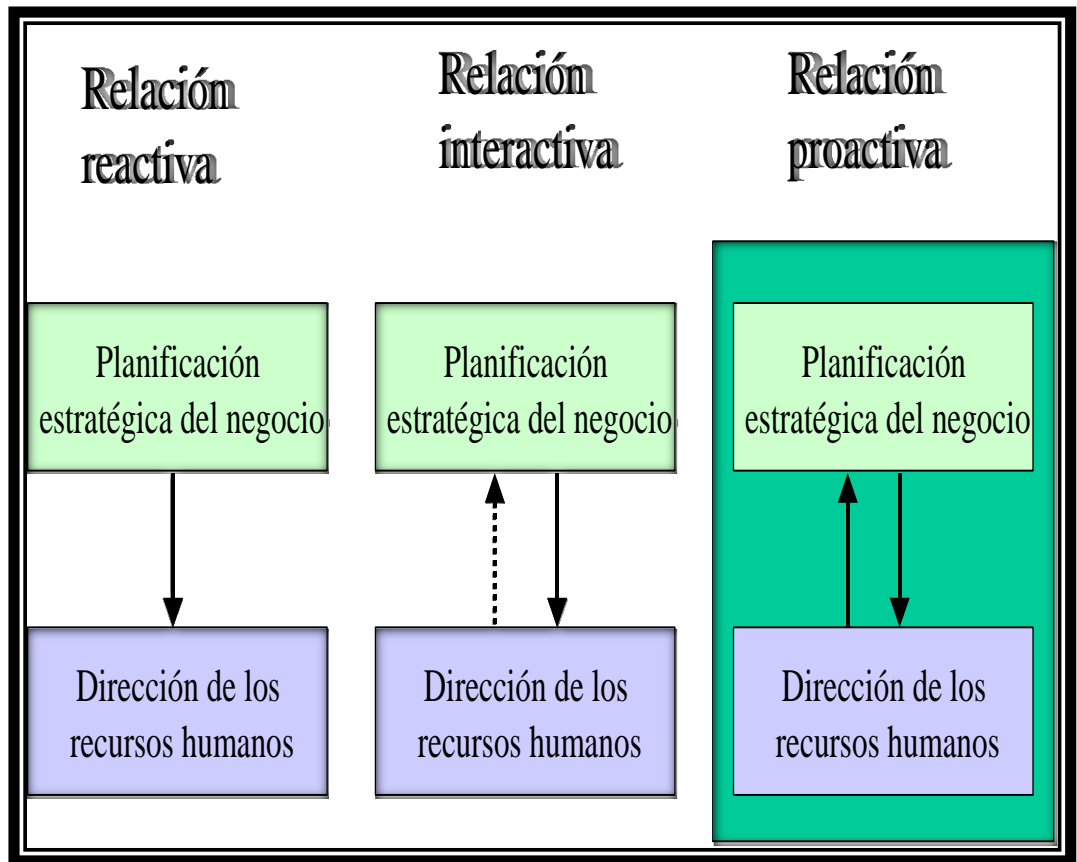 Relación
reactiva
Relación
interactiva
Relación
proactiva
Planificación
estratégica del negocio
Planificación
estratégica del negocio
Planificación
estratégica del negocio
Dirección de los
recursos humanos
Dirección de los
recursos humanos
Dirección de los
recursos humanos